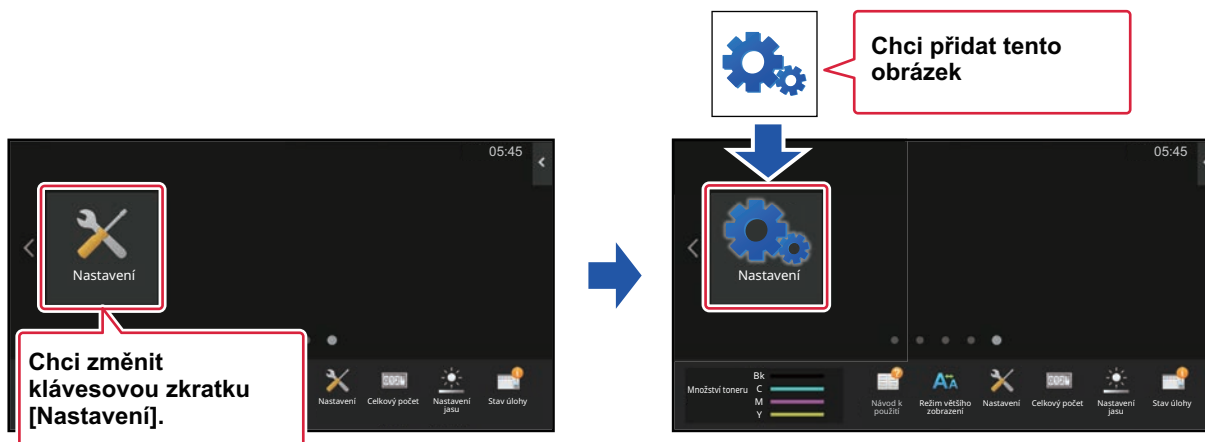 Chci přidat tento
obrázek
05:45
Nastavení
Chci změnit
klávesovou zkratku
[Nastavení].
Nastavení
Celkový počet
Nastavení
jasu
Stav úlohy
05:45
Nastavení
Množství toneru
Bk
C
M
Y
Návod k
použití
Režim většího
zobrazení
Nastavení
Celkový počet
Nastavení
jasu
Stav úlohy